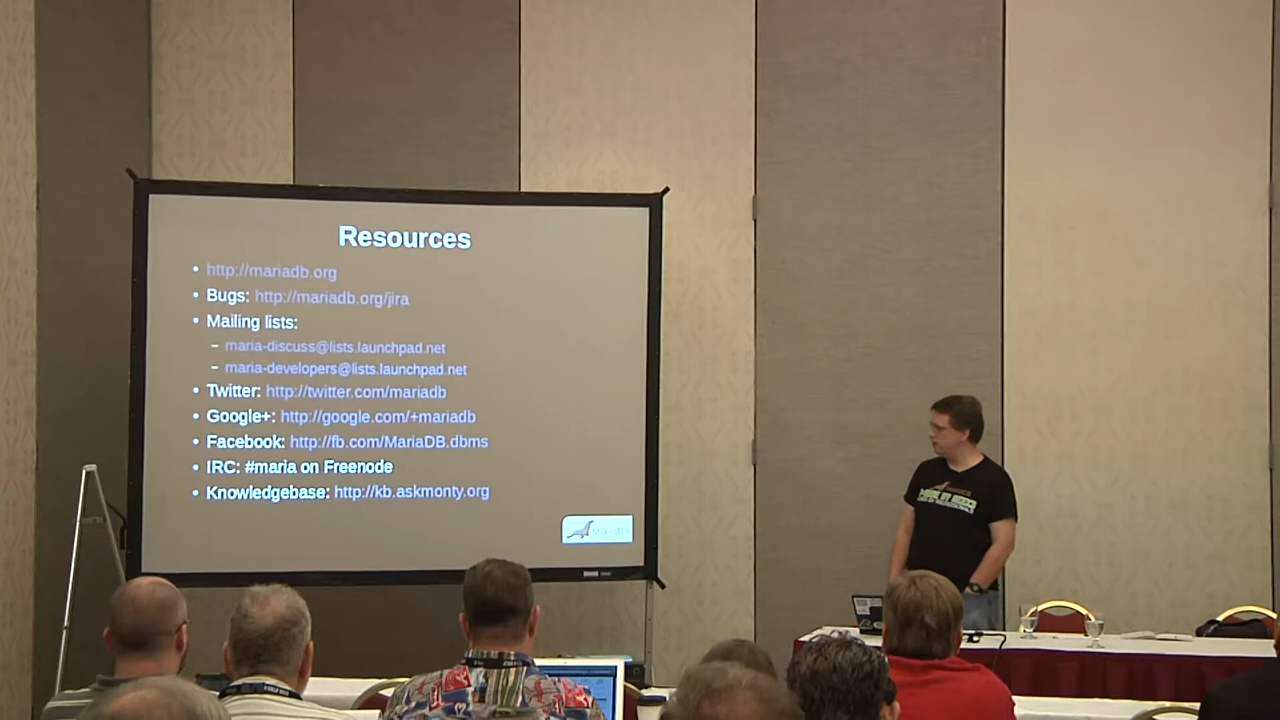 Resources
• http://mariadb.org
• Bugs: http://mariadb.org/jira
• Mailing lists:
– maria-discuss@lists.launchpad.net
– maria-developers@lists.launchpad.net
• Twitter: http://twitter.com/mariadb
• Google+: http://google.com/+mariadb
• Facebook: http://fb.com/MariaDB.dbms
• IRC: #maria on Freenode
• Knowledgebase: http://kb.askmonty.org
MariaDB